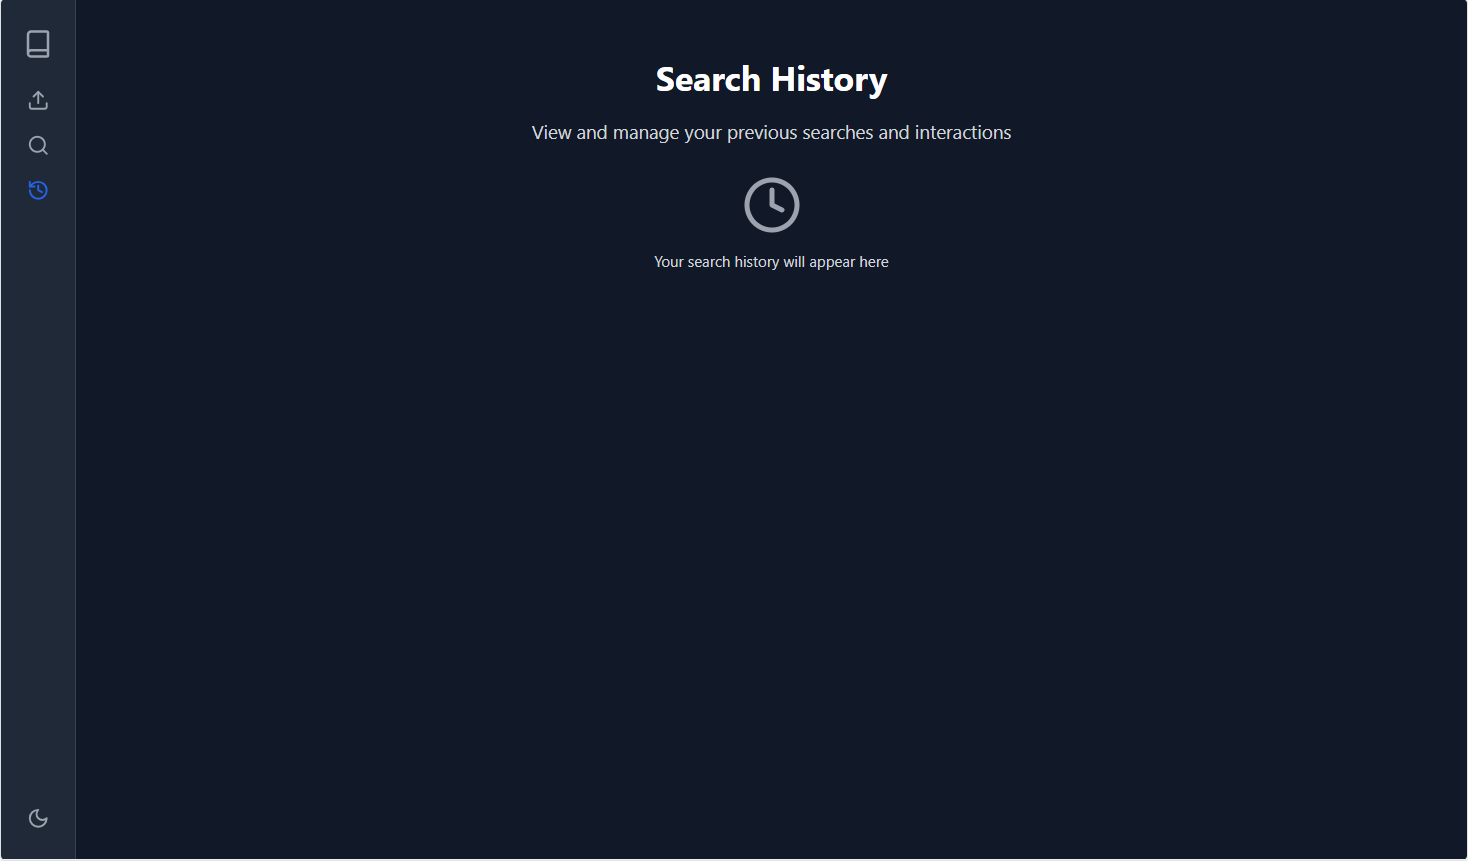 Search History
View and manage your previous searches and interactions
Your search history will appear here